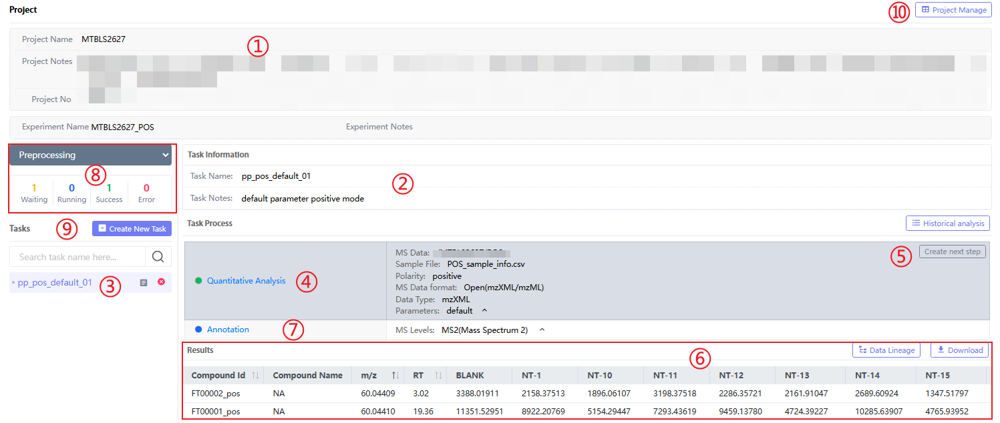 Project
⑩ Project Manage
Project Name MTBLS2627
①
Project Notes
Project No
Experiment Name MTBLS2627_POS Experiment Notes
Preprocessing
⑧
1 0 1 0
Waiting Running Success Error
Tasks ⑨ Create New Task
Search task name here...
pp_pos_default_01 ③
Task Information
Task Name: pp_pos_default_01
②
Task Notes: default parameter positive mode
Task Process Historical analysis
Quantitative Analysis ④
MS Data:
Sample File: POS_sample_info.csv
Polarity: positive
MS Data format: Open(mzXML/mzML)
Data Type: mzXML
Parameters: default
⑤ Create next step
Annotation ⑦ MS Levels: MS2(Mass Spectrum 2)
Results ⑥ Data Lineage Download
Compound Id Compound Name m/z RT BLANK NT-1 NT-10 NT-11 NT-12 NT-13 NT-14 NT-15
FT00002_pos NA 60.04409 3.02 3388.01911 2158.37513 1896.06107 3198.37518 2286.35721 2161.91047 2689.60924 1347.51797
FT00001_pos NA 60.04410 19.36 11351.52951 8922.20769 5154.29447 7293.43619 9459.13780 4724.39227 10285.63907 4765.93952